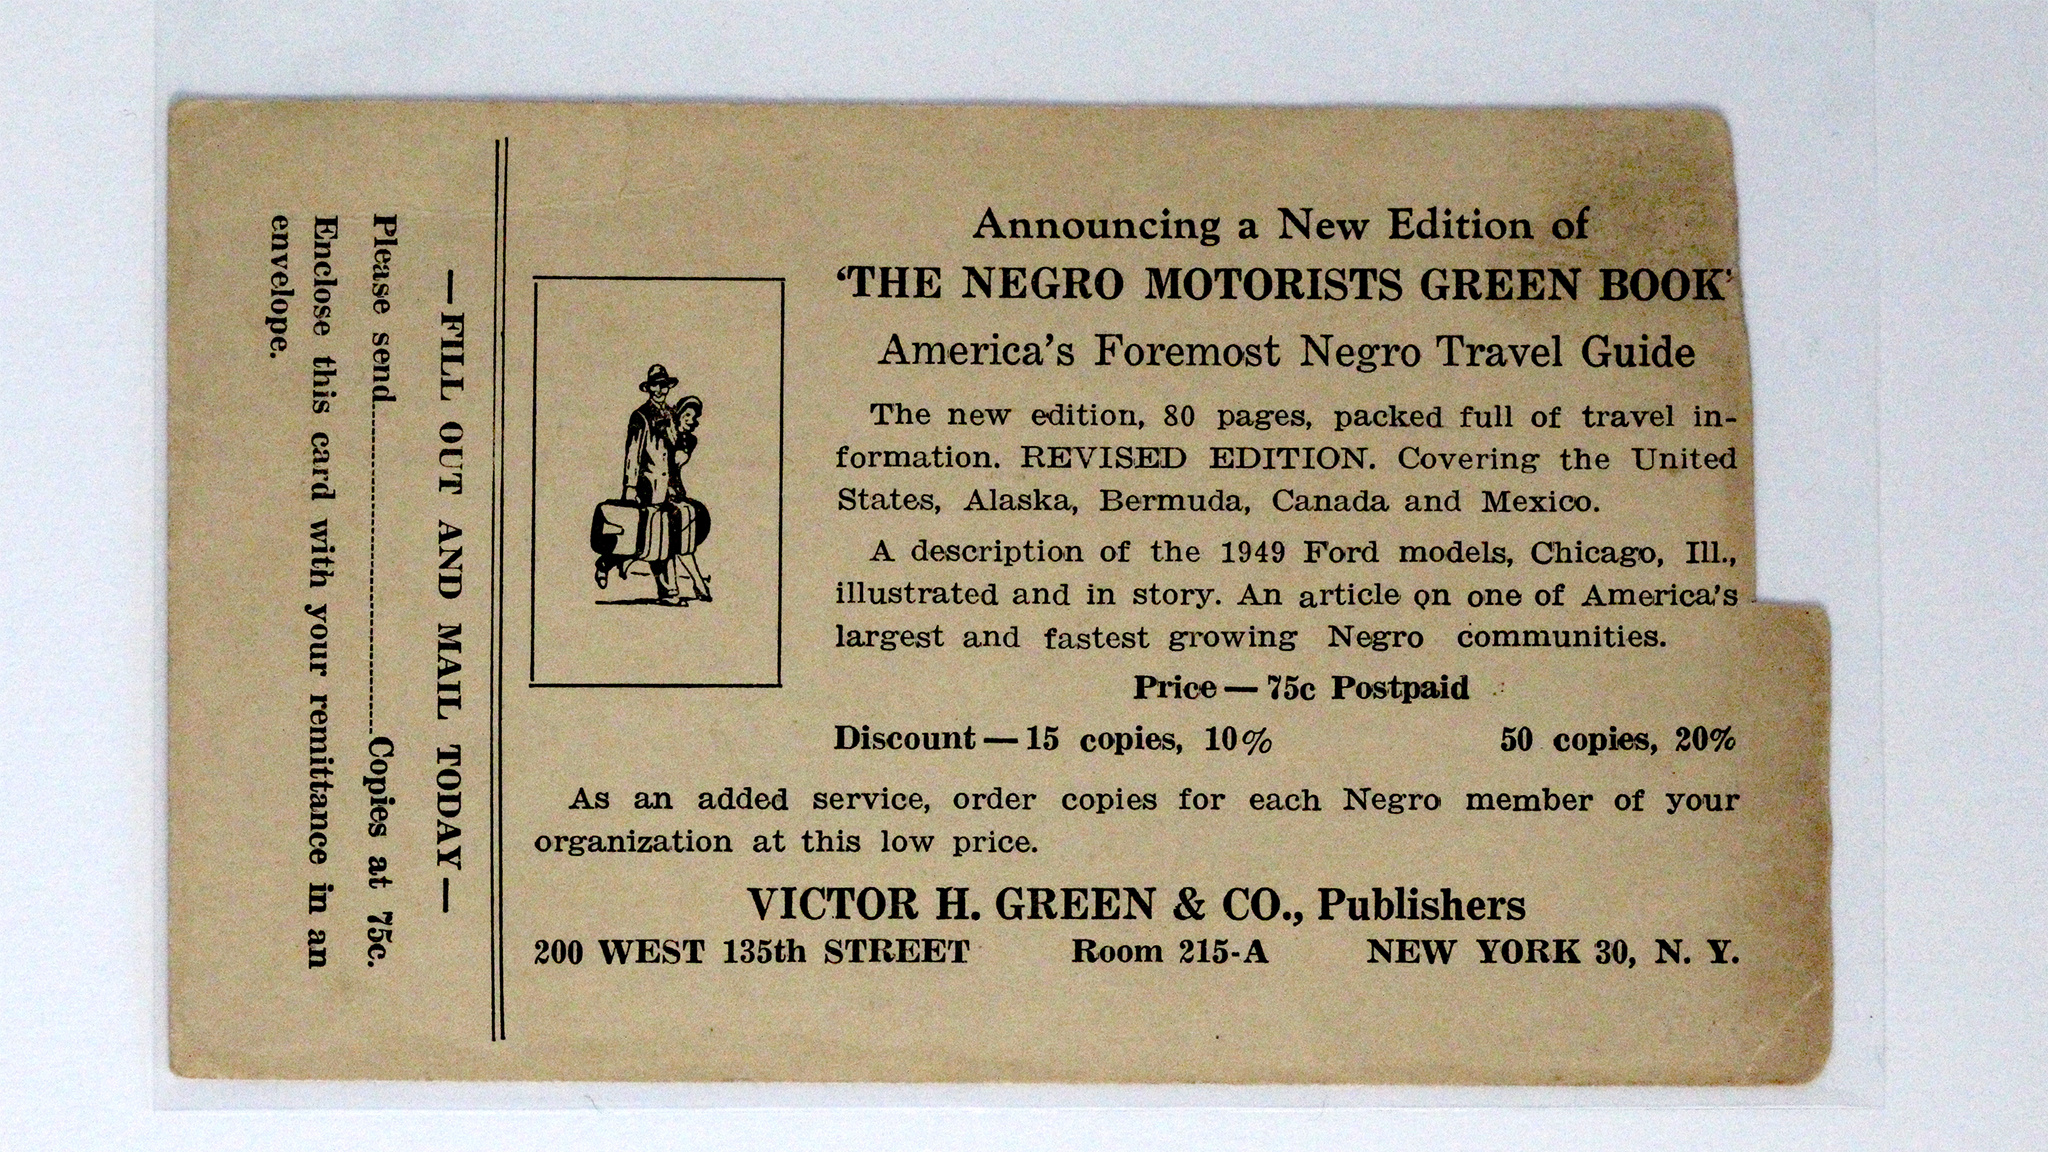 Announcing a New Edition of
'THE NEGRO MOTORISTS GREEN BOOK'
America's Foremost Negro Travel Guide
The new edition, 80 pages, packed full of travel in-
formation. REVISED EDITION. Covering the United
States, Alaska, Bermuda, Canada and Mexico.
A description of the 1949 Ford models, Chicago, Ill.,
illustrated and in story. An article on one of America's
largest and fastest growing Negro communities.
Price — 75c Postpaid
Discount — 15 copies, 10% 50 copies, 20%
As an added service, order copies for each Negro member of your
organization at this low price.
VICTOR H. GREEN & CO., Publishers
200 WEST 135th STREET Room 215-A NEW YORK 30, N. Y.
— FILL OUT AND MAIL TODAY —
Please send........................Copies at 75c.
Enclose this card with your remittance in an
envelope.